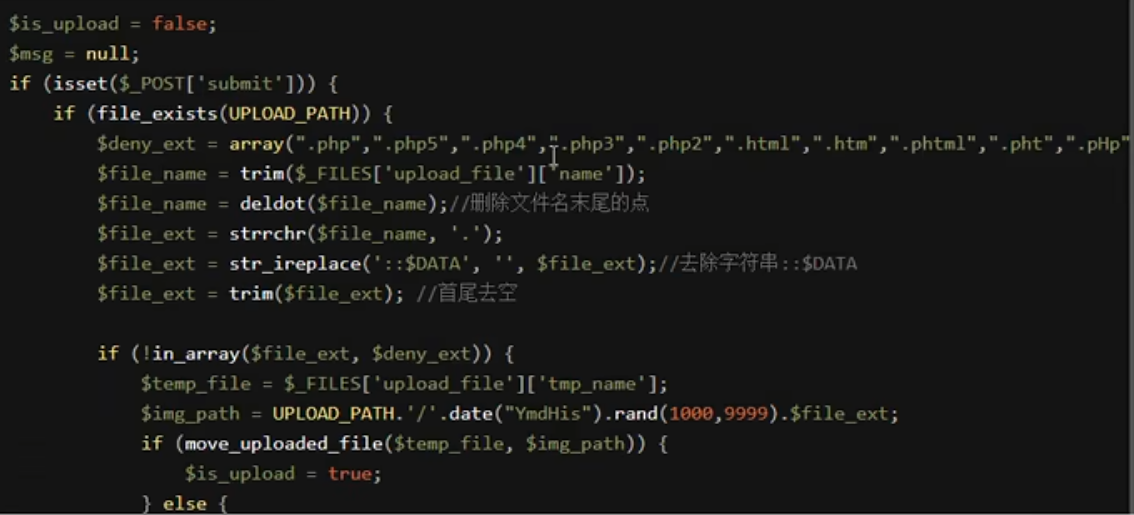 $is_upload = false;
$msg = null;
if (isset($_POST['submit'])) {
    if (file_exists(UPLOAD_PATH)) {
        $deny_ext = array(".php",".php5",".php4",".php3",".php2",".html",".htm",".phtml",".pht",".pHp"
        $file_name = trim($_FILES['upload_file']['name']);
        $file_name = deldot($file_name);//删除文件名末尾的点
        $file_ext = strrchr($file_name, '.');
        $file_ext = str_ireplace('::$DATA', '', $file_ext);//去除字符串::$DATA
        $file_ext = trim($file_ext); //首尾去空
        if (!in_array($file_ext, $deny_ext)) {
            $temp_file = $_FILES['upload_file']['tmp_name'];
            $img_path = UPLOAD_PATH.'/'.date("YmdHis").rand(1000,9999).$file_ext;
            if (move_uploaded_file($temp_file, $img_path)) {
                $is_upload = true;
            } else {